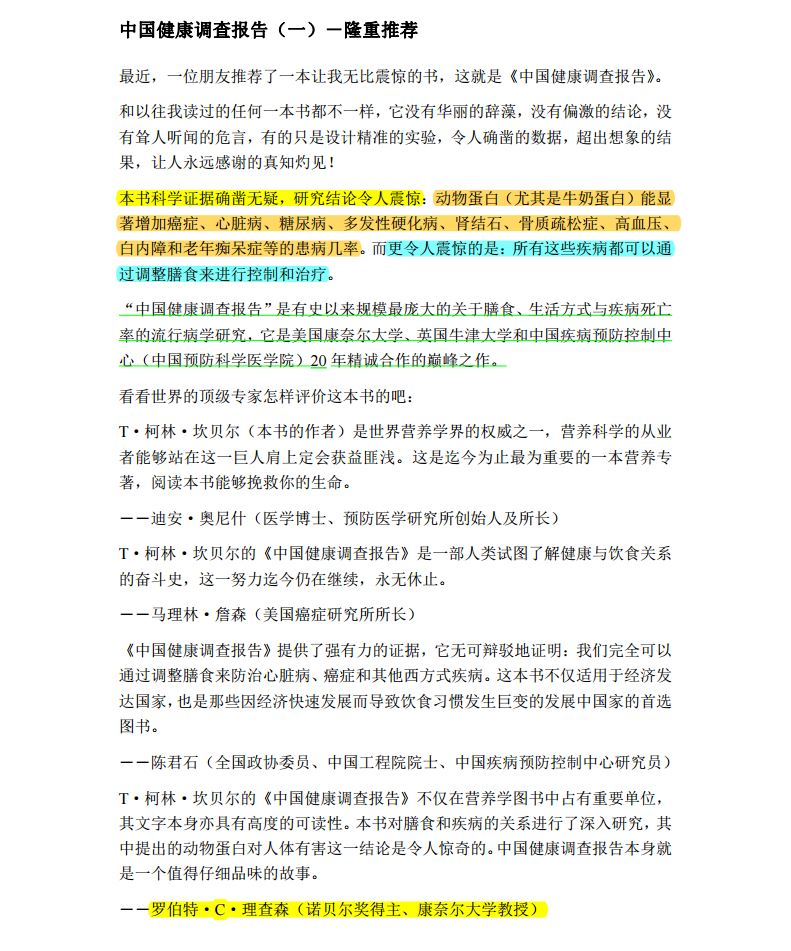 中国健康调查报告（一）－隆重推荐
最近，一位朋友推荐了一本让我无比震惊的书，这就是《中国健康调查报告》。
和以往我读过的任何一本书都不一样，它没有华丽的辞藻，没有偏激的结论，没
有耸人听闻的危言，有的只是设计精准的实验，令人确凿的数据，超出想象的结
果，让人永远感谢的真知灼见！
本书科学证据确凿无疑，研究结论令人震惊：动物蛋白（尤其是牛奶蛋白）能显
著增加癌症、心脏病、糖尿病、多发性硬化病、肾结石、骨质疏松症、高血压、
白内障和老年痴呆症等的患病几率。而更令人震惊的是：所有这些疾病都可以通
过调整膳食来进行控制和治疗。
“中国健康调查报告”是有史以来规模最庞大的关于膳食、生活方式与疾病死亡
率的流行病学研究，它是美国康奈尔大学、英国牛津大学和中国疾病预防控制中
心（中国预防科学医学院）20 年精诚合作的巅峰之作。
看看世界的顶级专家怎样评价这本书的吧：
T·柯林·坎贝尔（本书的作者）是世界营养学界的权威之一，营养科学的从业
者能够站在这一巨人肩上定会获益匪浅。这是迄今为止最为重要的一本营养专
著，阅读本书能够挽救你的生命。
－－迪安·奥尼什（医学博士、预防医学研究所创始人及所长）
T·柯林·坎贝尔的《中国健康调查报告》是一部人类试图了解健康与饮食关系
的奋斗史，这一努力迄今仍在继续，永无休止。
－－马理林·詹森（美国癌症研究所所长）
《中国健康调查报告》提供了强有力的证据，它无可辩驳地证明：我们完全可以
通过调整膳食来防治心脏病、癌症和其他西方式疾病。这本书不仅适用于经济发
达国家，也是那些因经济快速发展而导致饮食习惯发生巨变的发展中国家的首选
图书。
－－陈君石（全国政协委员、中国工程院院士、中国疾病预防控制中心研究员）
T·柯林·坎贝尔的《中国健康调查报告》不仅在营养学图书中占有重要单位，
其文字本身亦具有高度的可读性。本书对膳食和疾病的关系进行了深入研究，其
中提出的动物蛋白对人体有害这一结论是令人惊奇的。中国健康调查报告本身就
是一个值得仔细品味的故事。
－－罗伯特·C·理查森（诺贝尔奖得主、康奈尔大学教授）